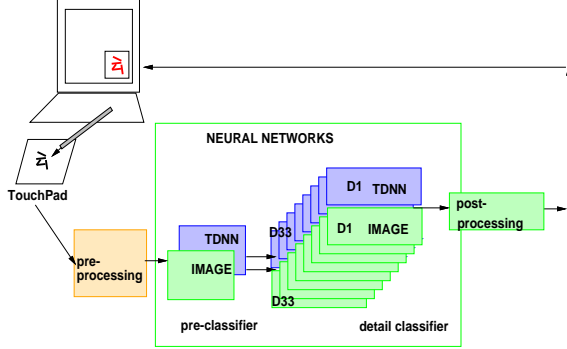 NEURAL NETWORKS
TouchPad
pre-
processing
TDNN
IMAGE
pre-classifier
D33
D33
D1 TDNN
D1 IMAGE
detail classifier
post-
processing